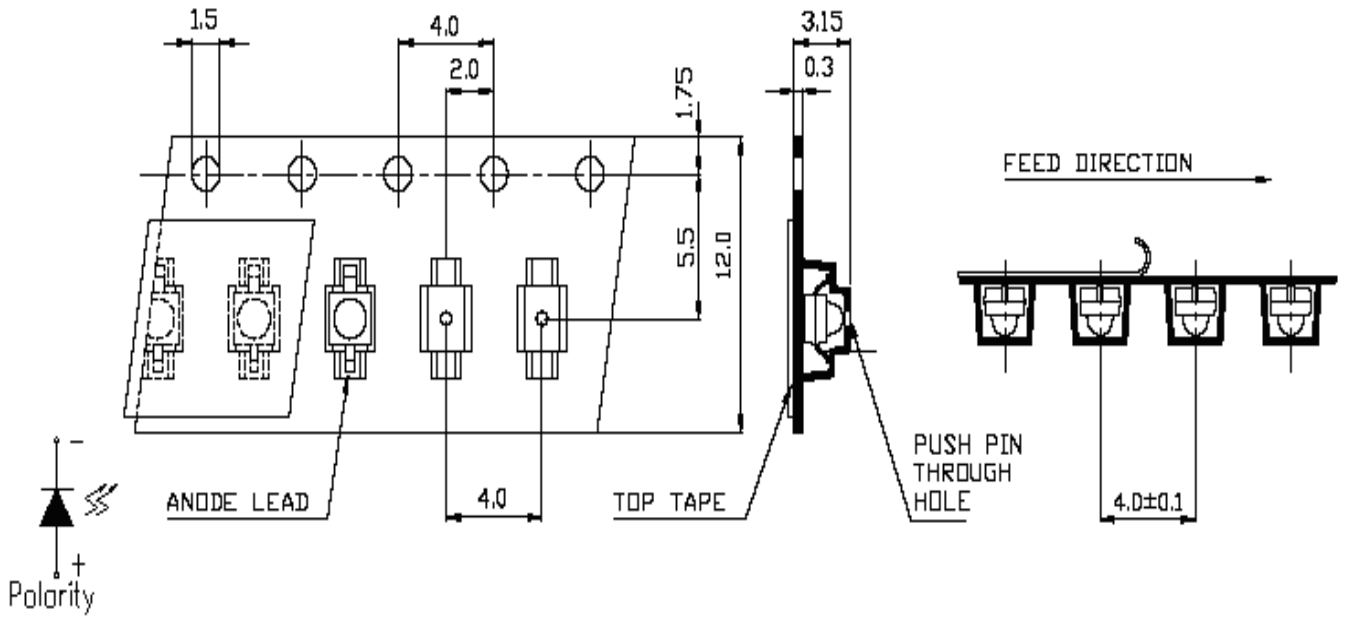 1.5
4.0
3.15
2.0
0.3
1.75
FEED DIRECTION
5.5
12.0
ANODE LEAD
4.0
TOP TAPE
PUSH PIN
THROUGH
HOLE
4.0±0.1
-
+
Polarity